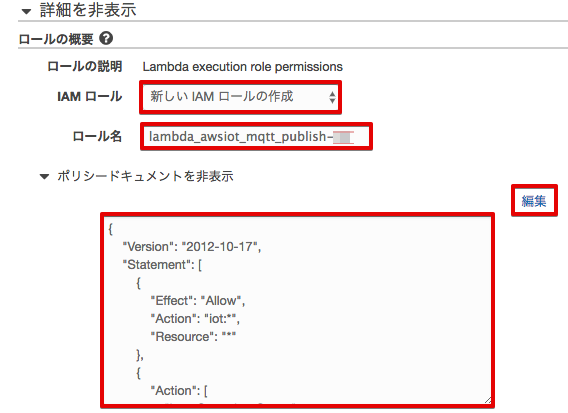 詳細を非表示
ロールの概要 ?
ロールの説明 Lambda execution role permissions
IAM ロール 新しい IAM ロールの作成
ロール名 lambda_awsiot_mqtt_publish-
ポリシードキュメントを非表示
編集
{
"Version": "2012-10-17",
"Statement": [
{
"Effect": "Allow",
"Action": "iot:*",
"Resource": "*"
},
{
"Action": [